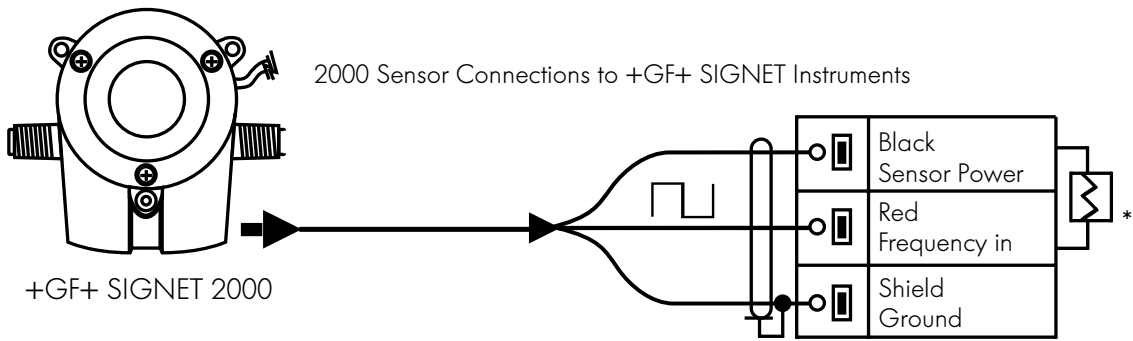 2000 Sensor Connections to +GF+ SIGNET Instruments
Black
Sensor Power
Red
Frequency in
*
Shield
Ground
+GF+ SIGNET 2000